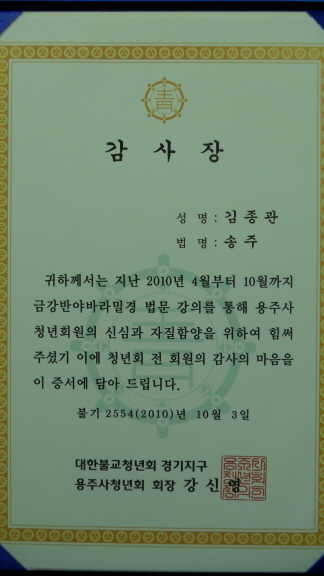 靑
감 사 장
성 명 : 김 종 관
법 명 : 송 주
귀하께서는 지난 2010년 4월부터 10월까지
금강반야바라밀경 법문 강의를 통해 용주사
청년회원의 신심과 자질함양을 위하여 힘써
주셨기 이에 청년회 전 회원의 감사의 마음을
이 증서에 담아 드립니다.
불기 2554(2010)년 10월 3일
대한불교청년회 경기지구
용주사청년회 회장 강 신 영